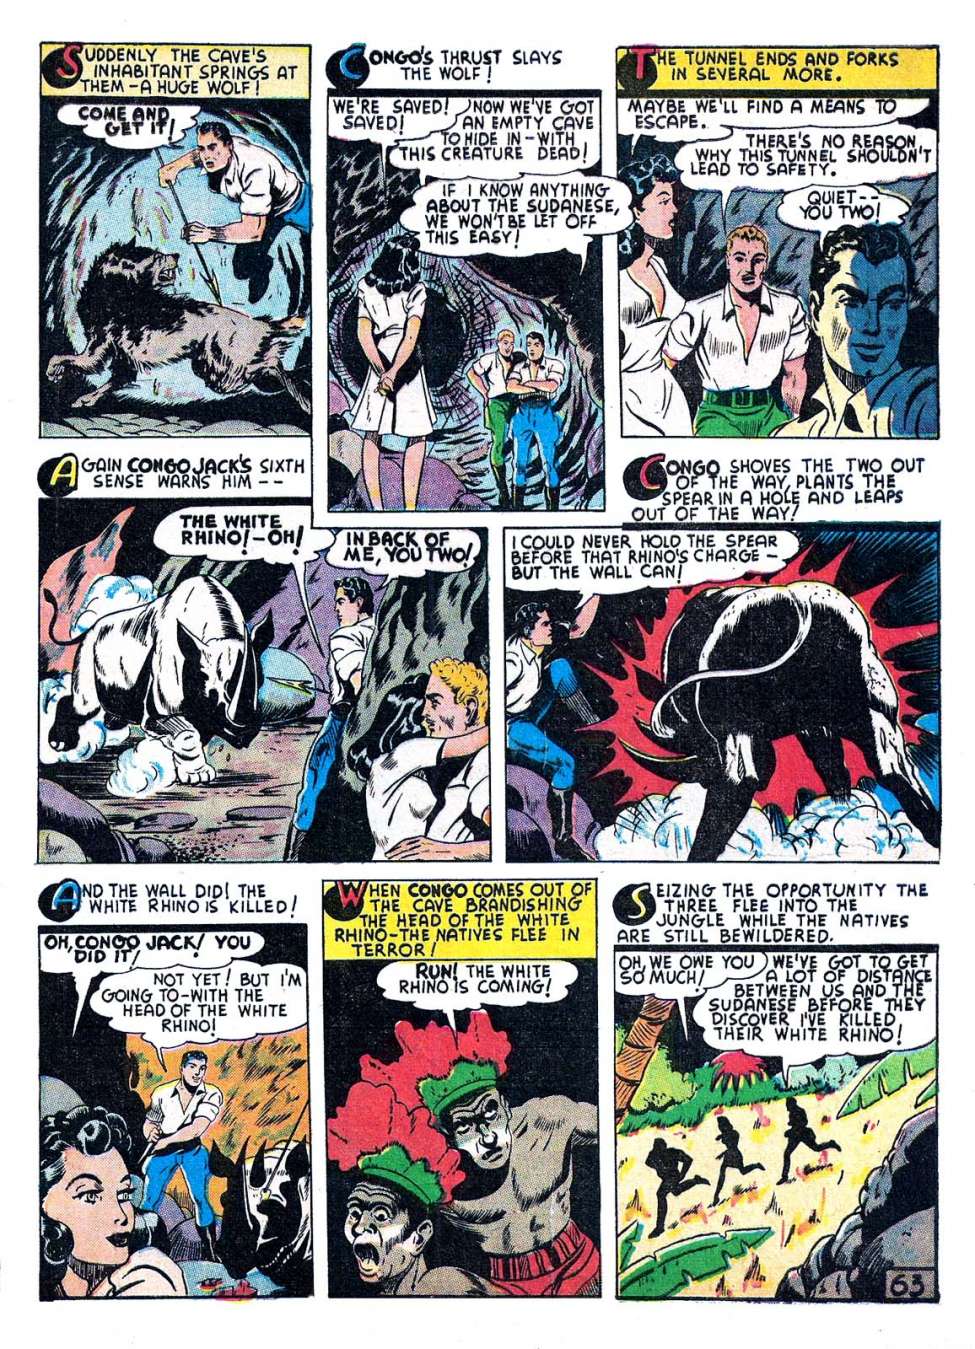 SUDDENLY THE CAVE'S
INHABITANT SPRINGS AT
THEM - A HUGE WOLF!
COME AND
GET IT!
CONGO'S THRUST SLAYS
THE WOLF!
WE'RE SAVED!
SAVED!
NOW WE'VE GOT
AN EMPTY CAVE
TO HIDE IN - WITH
THIS CREATURE DEAD!
IF I KNOW ANYTHING
ABOUT THE SUDANESE,
WE WON'T BE LET OFF
THIS EASY!
THE TUNNEL ENDS AND FORKS
IN SEVERAL MORE.
MAYBE WE'LL FIND A MEANS TO
ESCAPE.
THERE'S NO REASON
WHY THIS TUNNEL SHOULDN'T
LEAD TO SAFETY.
QUIET--
YOU TWO!
AGAIN CONGO JACK'S SIXTH
SENSE WARNS HIM --
THE WHITE
RHINO! - OH!
IN BACK OF
ME, YOU TWO!
CONGO SHOVES THE TWO OUT
OF THE WAY, PLANTS THE
SPEAR IN A HOLE AND LEAPS
OUT OF THE WAY!
I COULD NEVER HOLD THE SPEAR
BEFORE THAT RHINO'S CHARGE -
BUT THE WALL CAN!
AND THE WALL DID! THE
WHITE RHINO IS KILLED!
OH, CONGO JACK! YOU
DID IT!
NOT YET! BUT I'M
GOING TO - WITH THE
HEAD OF THE WHITE
RHINO!
WHEN CONGO COMES OUT OF
THE CAVE BRANDISHING
THE HEAD OF THE WHITE
RHINO - THE NATIVES FLEE IN
TERROR!
RUN! THE WHITE
RHINO IS COMING!
SEIZING THE OPPORTUNITY THE
THREE FLEE INTO THE
JUNGLE WHILE THE NATIVES
ARE STILL BEWILDERED.
OH, WE OWE YOU
SO MUCH!
WE'VE GOT TO GET
A LOT OF DISTANCE
BETWEEN US AND THE
SUDANESE BEFORE THEY
DISCOVER I'VE KILLED
THEIR WHITE RHINO!
63